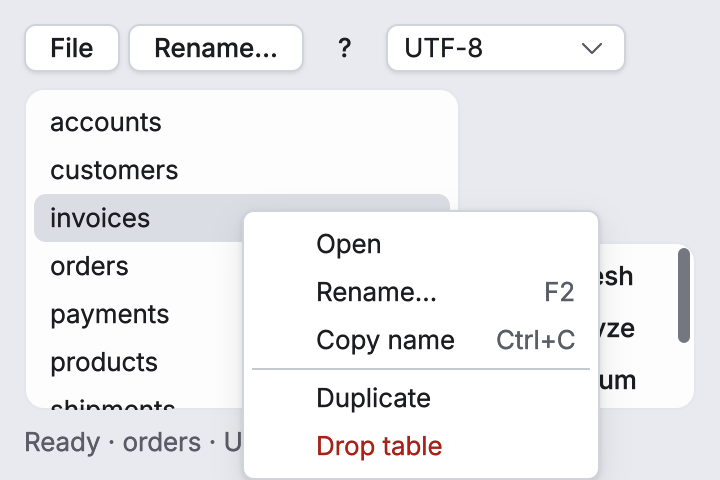 File Rename... ? UTF-8
accounts
customers
invoices
orders
payments
products
shipments
Open
Rename... F2
Copy name Ctrl+C
Duplicate
Drop table
Ready · orders ·